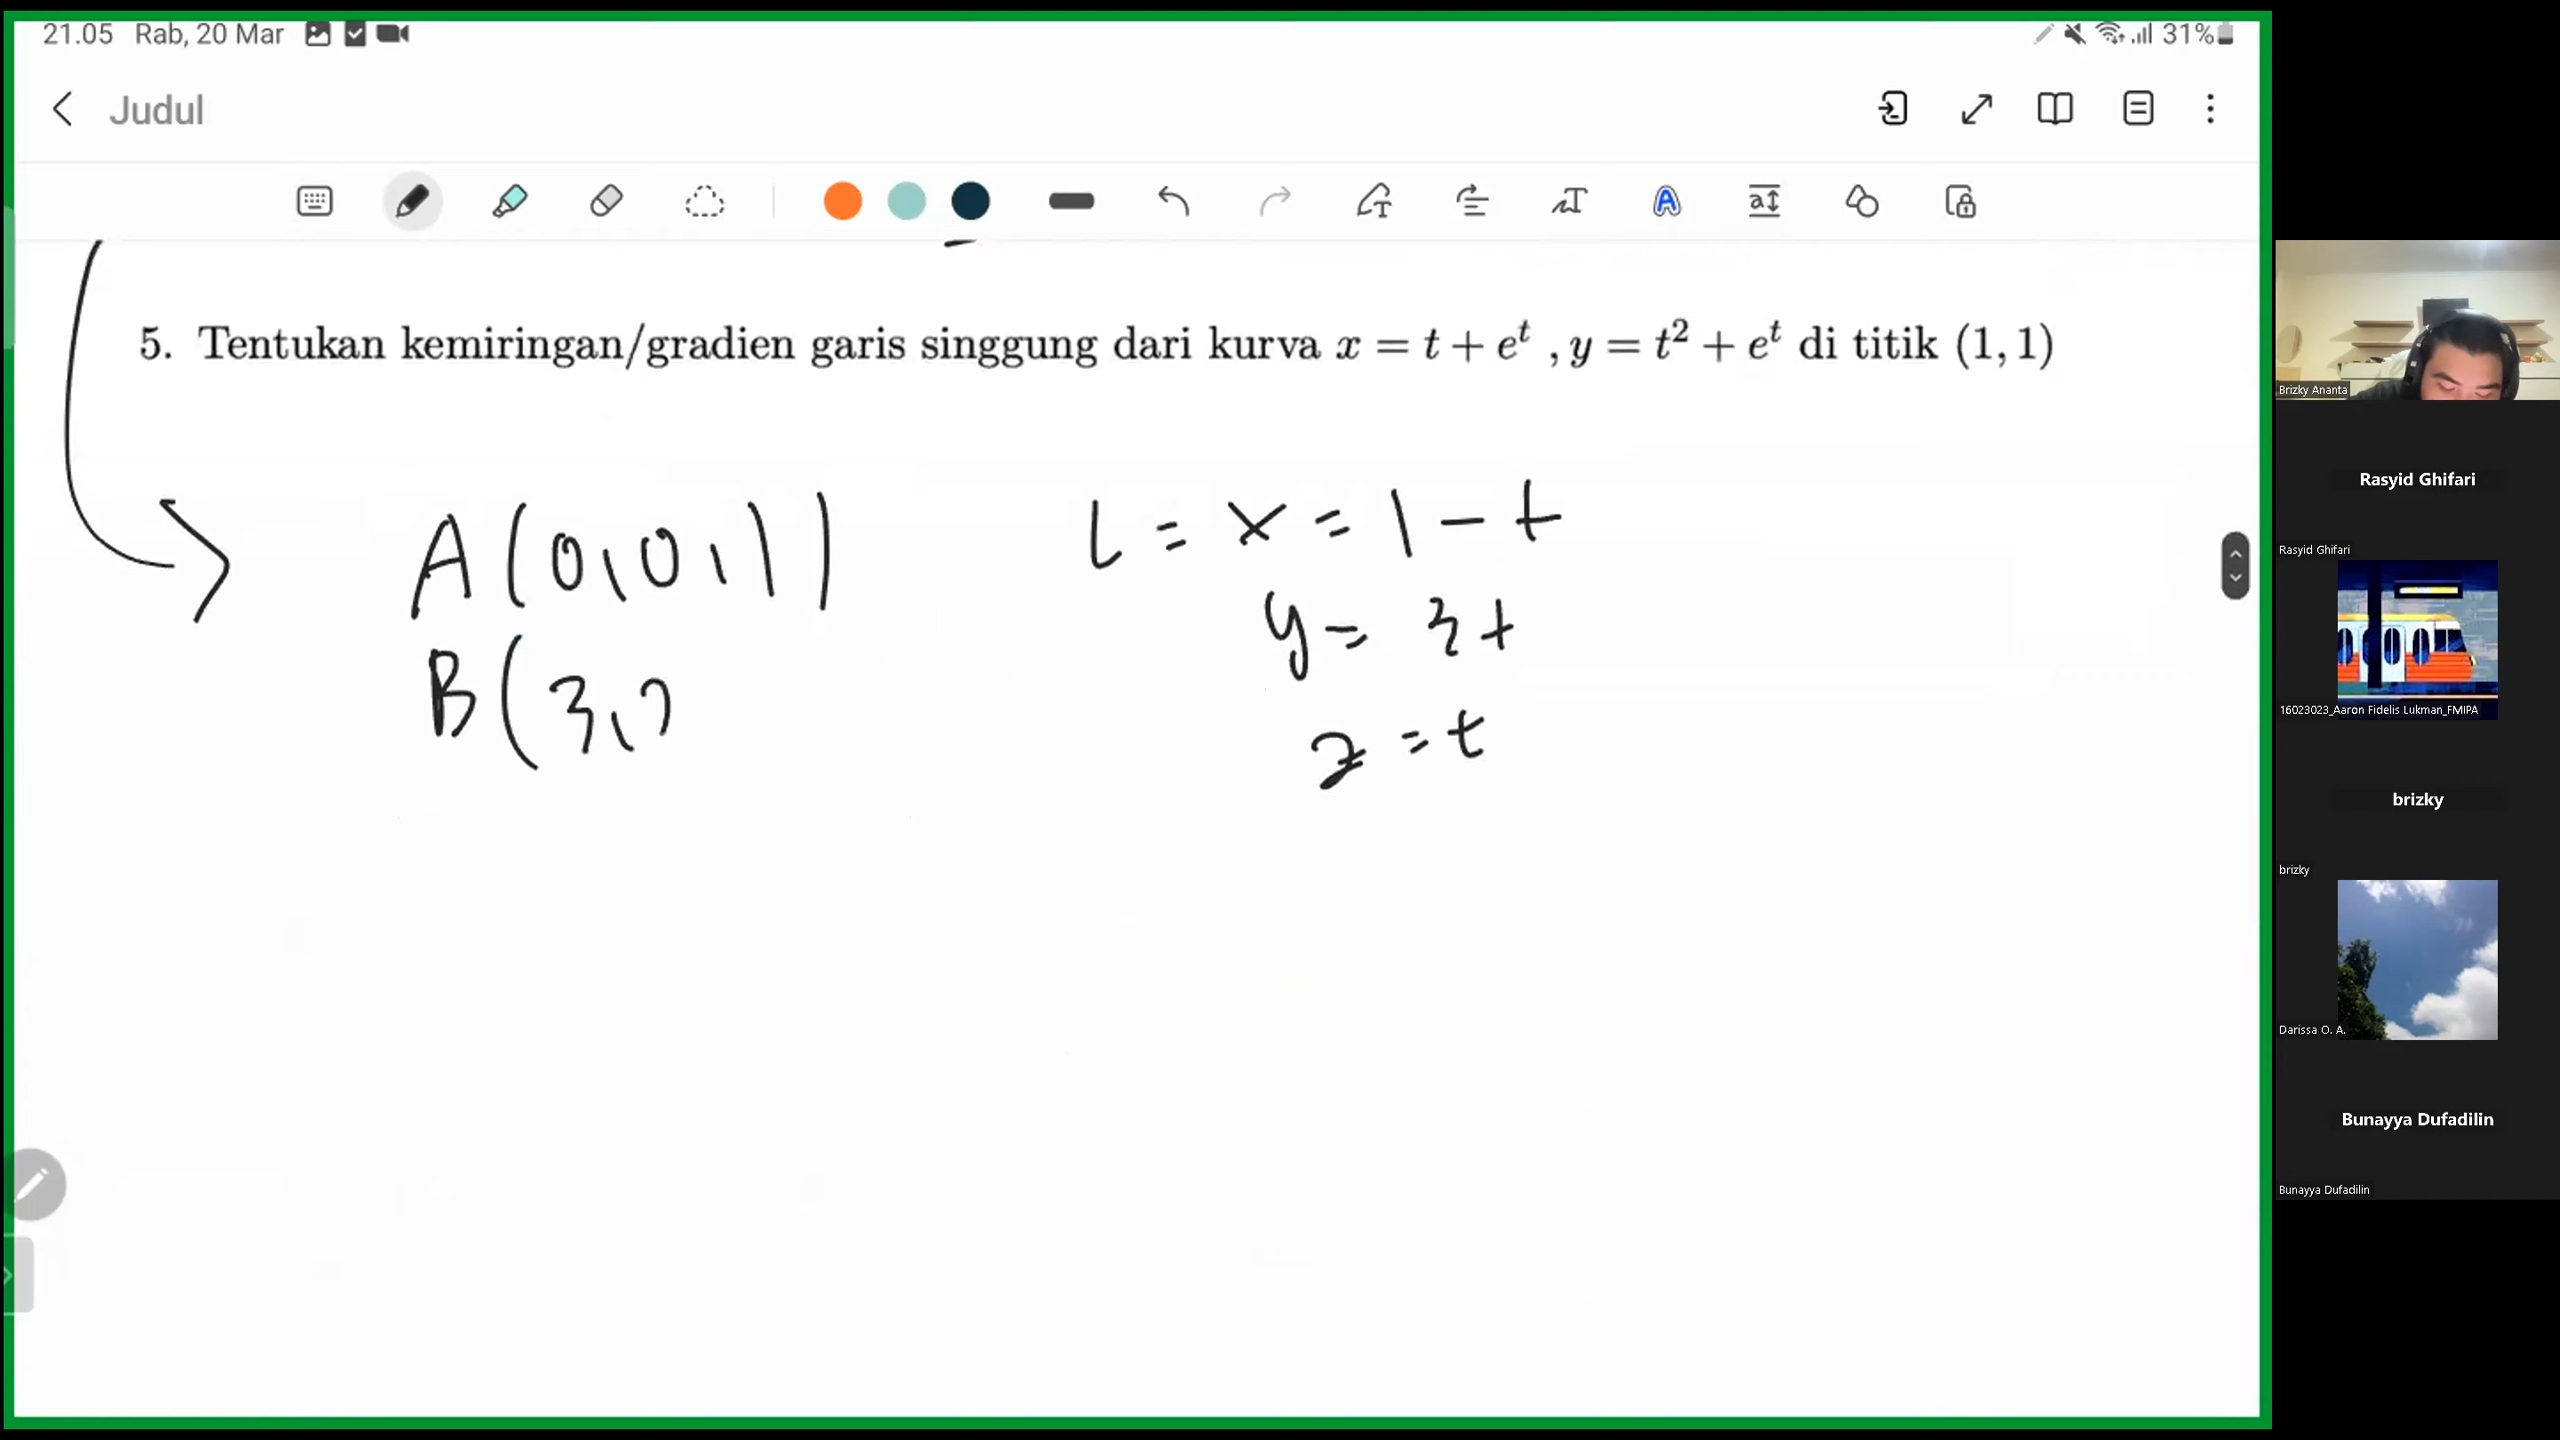 21.05 Rab, 20 Mar
31%
Judul
5. Tentukan kemiringan/gradien garis singgung dari kurva x = t + e^t , y = t² + e^t di titik (1, 1)
A(0,0,1)
B(3,
L = x = 1 - t
y = 3t
z = t
Brizky Ananta
Rasyid Ghifari
Rasyid Ghifari
16023023_Aaron Fidelis Lukman_FMIPA
brizky
brizky
Darissa O. A.
Bunayya Dufadilin
Bunayya Dufadilin